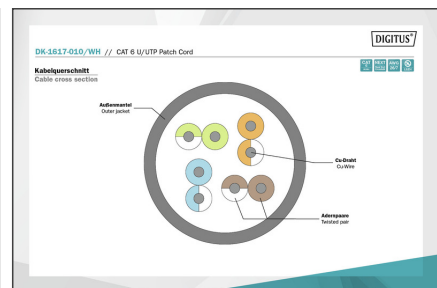 DIGITUS®
DK-1617-010/WH // CAT 6 U/UTP Patch Cord
Kabelquerschnitt
Cable cross section
Außenmantel
Outer jacket
Cu-Draht
Cu-Wire
Adernpaare
Twisted pair